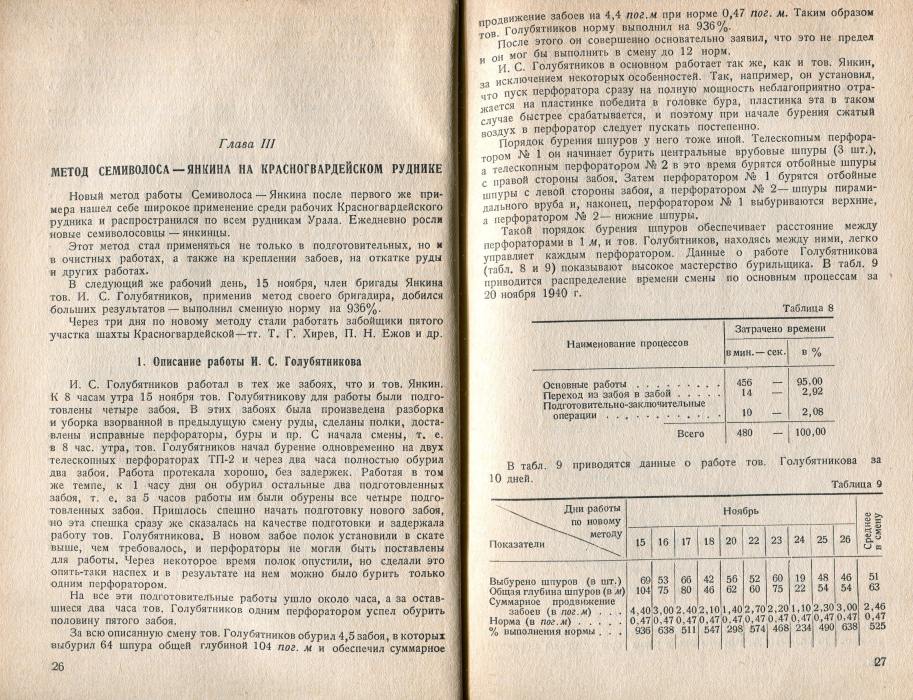 Глава III
МЕТОД СЕМИВОЛОСА — ЯНКИНА НА КРАСНОГВАРДЕЙСКОМ РУДНИКЕ
Новый метод работы Семиволоса — Янкина после первого же при-
мера нашел себе широкое применение среди рабочих Красногвардейского
рудника и распространился по всем рудникам Урала. Ежедневно росли
новые семиволосовцы — янкинцы.
Этот метод стал применяться не только в подготовительных, но и
в очистных работах, а также на креплении забоев, на откатке руды
и других работах.
В следующий же рабочий день, 15 ноября, член бригады Янкина
тов. И. С. Голубятников, применив метод своего бригадира, добился
больших результатов — выполнил сменную норму на 936%.
Через три дня по новому методу стали работать забойщики пятого
участка шахты Красногвардейской—тт. Т. Г. Хирев, П. Н. Ежов и др.
1. Описание работы И. С. Голубятникова
И. С. Голубятников работал в тех же забоях, что и тов. Янкин.
К 8 часам утра 15 ноября тов. Голубятникову для работы были подго-
товлены четыре забоя. В этих забоях была произведена разборка
и уборка взорванной в предыдущую смену руды, сделаны полки, доста-
влены исправные перфораторы, буры и пр. С начала смены, т. е.
в 8 час. утра, тов. Голубятников начал бурение одновременно на двух
телескопных перфораторах ТП-2 и через два часа полностью обурил
два забоя. Работа протекала хорошо, без задержек. Работая в том
же темпе, к 1 часу дня он обурил остальные два подготовленных
забоя, т. е. за 5 часов работы им были обурены все четыре подго-
товленных забоя. Пришлось спешно начать подготовку нового забоя,
но эта спешка сразу же сказалась на качестве подготовки и задержала
работу тов. Голубятникова. В новом забое полок установили в скате
выше, чем требовалось, и перфораторы не могли быть поставлены
для работы. Через некоторое время полок опустили, но сделали это
опять-таки наспех и в результате на нем можно было бурить только
одним перфоратором.
На все эти подготовительные работы ушло около часа, а за остав-
шиеся два часа тов. Голубятников одним перфоратором успел обурить
половину пятого забоя.
За всю описанную смену тов. Голубятников обурил 4,5 забоя, в которых
выбурил 64 шпура общей глубиной 104 пог. м и обеспечил суммарное
26
продвижение забоев на 4,4 пог.м при норме 0,47 пог. м. Таким образом
тов. Голубятников норму выполнил на 936%.
После этого он совершенно основательно заявил, что это не предел
и он мог бы выполнить в смену до 12 норм.
И. С. Голубятников в основном работает так же, как и тов. Янкин,
за исключением некоторых особенностей. Так, например, он установил,
что пуск перфоратора сразу на полную мощность неблагоприятно отра-
жается на пластинке победита в головке бура, пластинка эта в таком
случае быстрее срабатывается, и поэтому при начале бурения сжатый
воздух в перфоратор следует пускать постепенно.
Порядок бурения шпуров у него тоже иной. Телескопным перфора-
тором № 1 он начинает бурить центральные врубовые шпуры (3 шт.),
а телескопным перфоратором № 2 в это время бурятся отбойные шпуры
с правой стороны забоя. Затем перфоратором № 1 бурятся отбойные
шпуры с левой стороны забоя, а перфоратором № 2— шпуры пирами-
дального вруба и, наконец, перфоратором № 1 выбуриваются верхние,
а перфоратором № 2— нижние шпуры.
Такой порядок бурения шпуров обеспечивает расстояние между
перфораторами в 1 м, и тов. Голубятников, находясь между ними, легко
управляет каждым перфоратором. Данные о работе Голубятникова
(табл. 8 и 9) показывают высокое мастерство бурильщика. В табл. 9
приводится распределение времени смены по основным процессам за
20 ноября 1940 г.
Таблица 8
Наименование процессов Затрачено времени
в мин. — сек. в %
Основные работы . . . . . . . . . 456 — 95,00
Переход из забоя в забой . . . . . 14 — 2,92
Подготовительно-заключительные
операции . . . . . . . . . . 10 — 2,08
Всего 480 — 100,00
В табл. 9 приводятся данные о работе тов. Голубятникова за
10 дней.
Таблица 9
Дни работы по новому методу Ноябрь Среднее в смену
Показатели 15 16 17 18 20 22 23 24 25 26
Выбурено шпуров (в шт.) 69 53 66 42 56 52 60 19 48 46 51
Общая глубина шпуров (в м) 104 75 80 46 62 60 75 22 54 54 63
Суммарное продвижение
забоев (в пог.м) . . . 4,40 3,00 2,40 2,10 1,40 2,70 2,20 1,10 2,30 3,00 2,46
Норма (в пог.м) . . . . 0,47 0,47 0,47 0,47 0,47 0,47 0,47 0,47 0,47 0,47 0,47
% выполнения нормы . . . 936 638 511 547 298 574 468 234 490 638 525
27